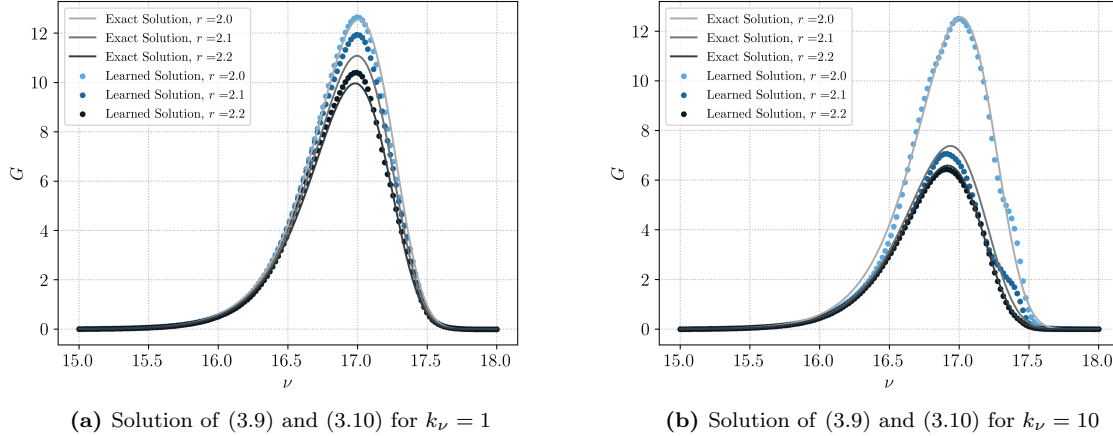 12
10
8
6
4
2
0
G
Exact Solution, r =2.0
Exact Solution, r =2.1
Exact Solution, r =2.2
Learned Solution, r =2.0
Learned Solution, r =2.1
Learned Solution, r =2.2
15.0 15.5 16.0 16.5 17.0 17.5 18.0
ν
(a) Solution of (3.9) and (3.10) for kν = 1
12
10
8
6
4
2
0
G
Exact Solution, r =2.0
Exact Solution, r =2.1
Exact Solution, r =2.2
Learned Solution, r =2.0
Learned Solution, r =2.1
Learned Solution, r =2.2
15.0 15.5 16.0 16.5 17.0 17.5 18.0
ν
(b) Solution of (3.9) and (3.10) for kν = 10